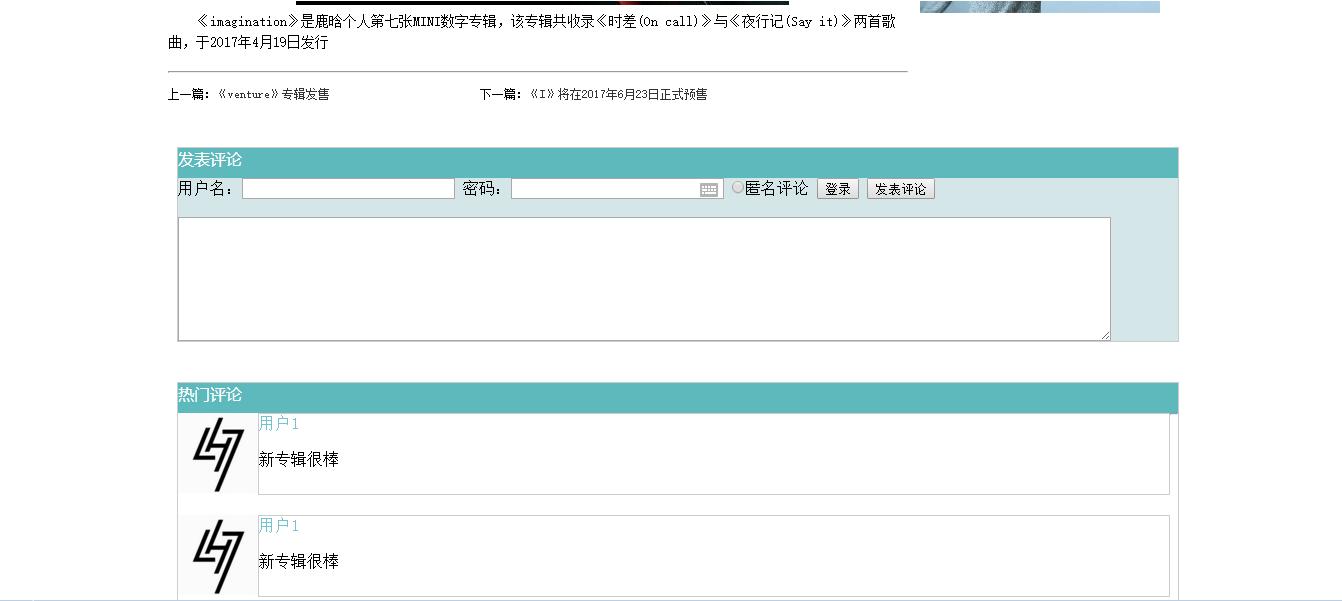 《imagination》是鹿晗个人第七张MINI数字专辑，该专辑共收录《时差(On call)》与《夜行记(Say it)》两首歌
曲，于2017年4月19日发行
上一篇：《venture》专辑发售 下一篇：《I》将在2017年6月23日正式预售
发表评论
用户名： 密码： 匿名评论 登录 发表评论
热门评论
用户1
新专辑很棒
用户1
新专辑很棒